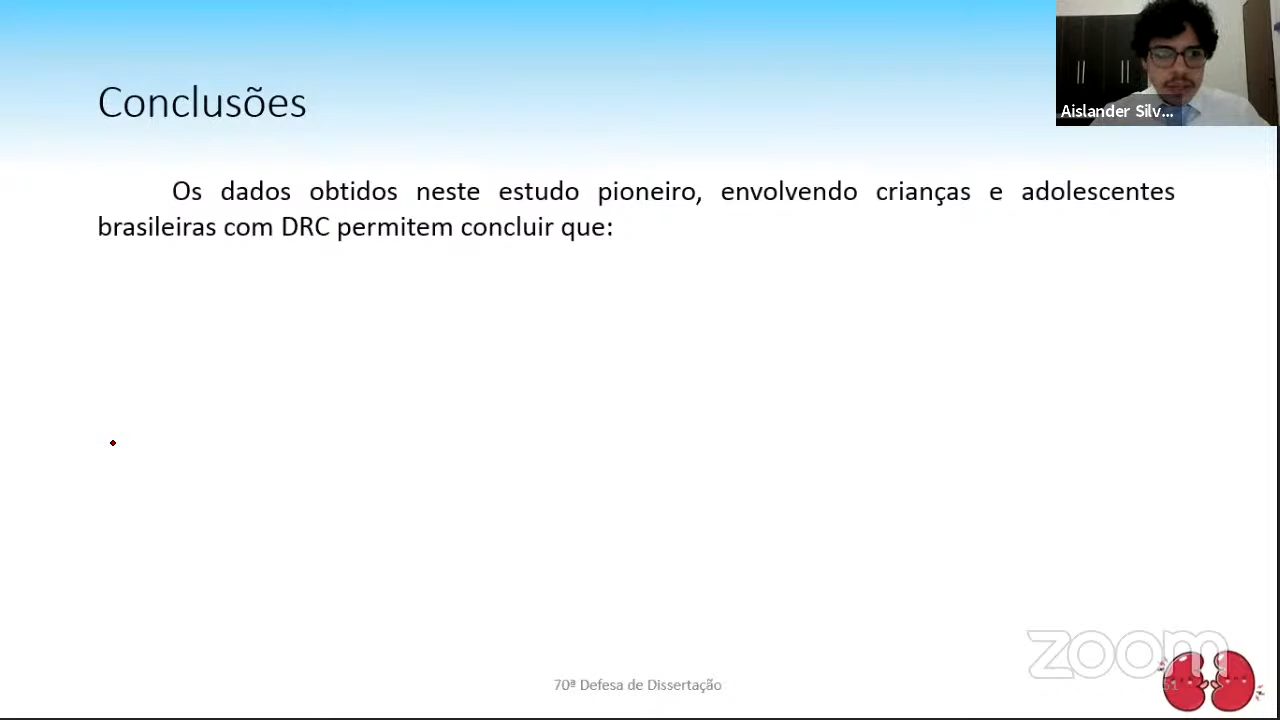 Conclusões
Aislander Silv...
Os dados obtidos neste estudo pioneiro, envolvendo crianças e adolescentes
brasileiras com DRC permitem concluir que:
zoom
70ª Defesa de Dissertação
51